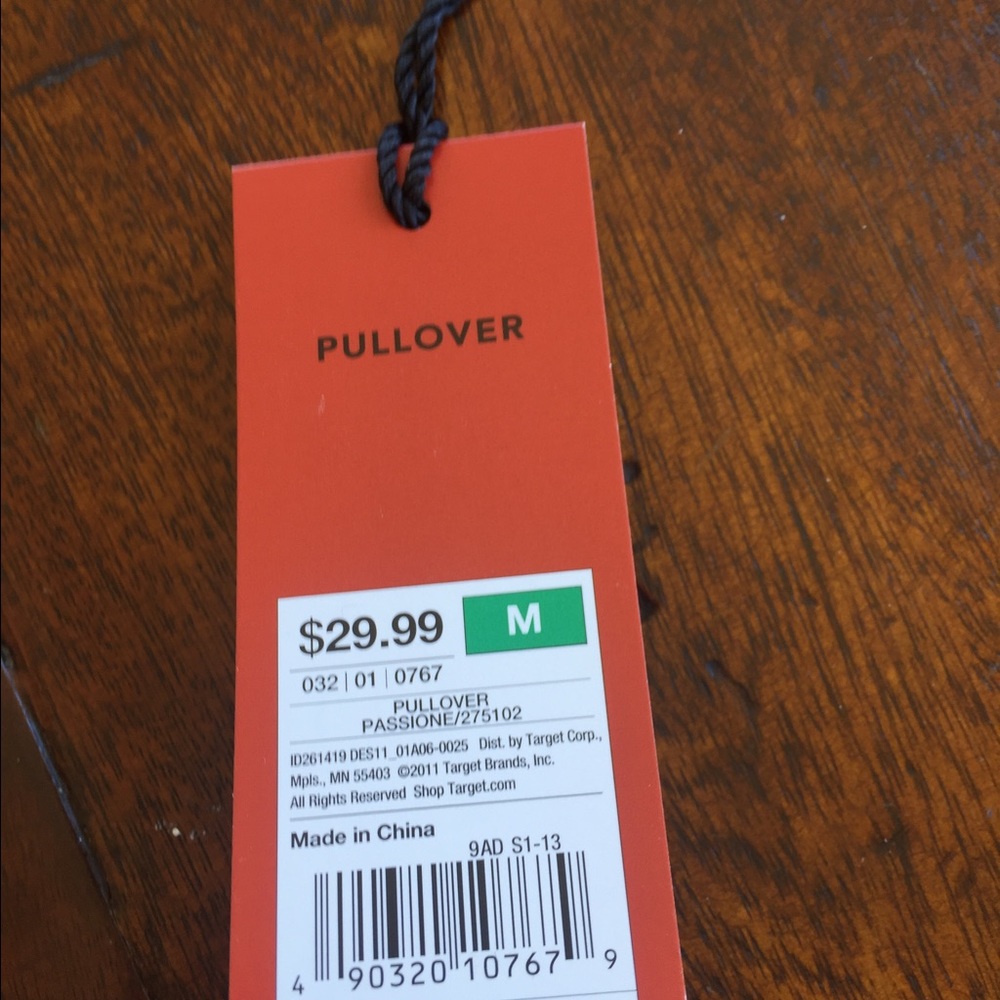 PULLOVER
$29.99 M
032 | 01 | 0767
PULLOVER
PASSIONE/275102
ID261419 DES11_01A06-0025 Dist. by Target Corp.,
Mpls., MN 55403 ©2011 Target Brands, Inc.
All Rights Reserved Shop Target.com
Made in China
9AD S1-13
4 90320 10767 9